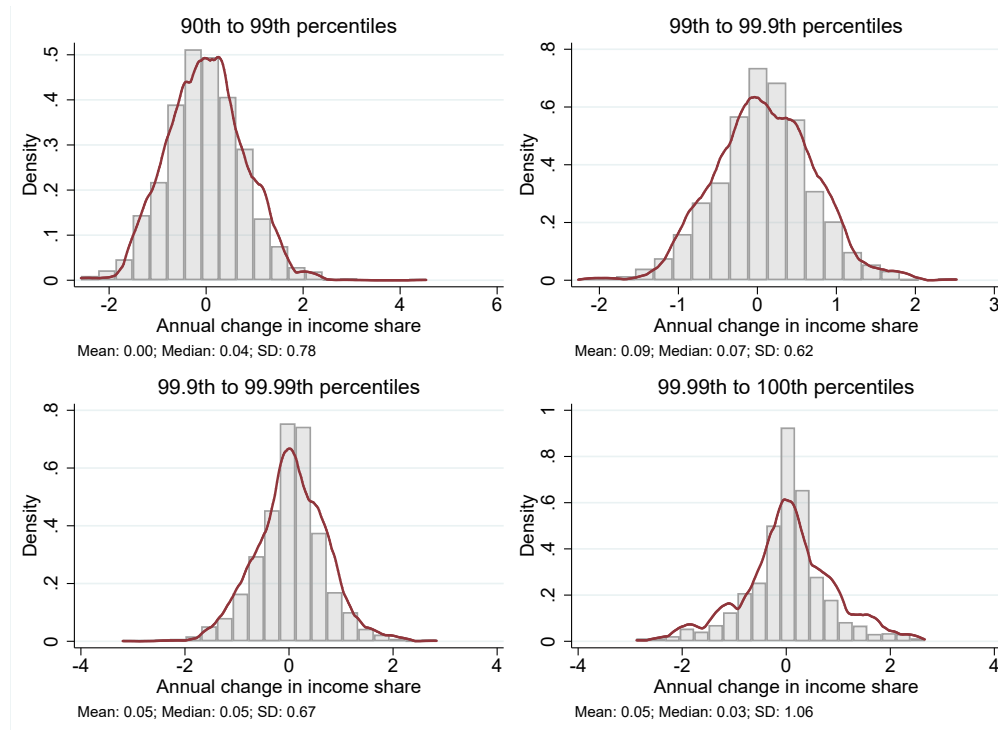 90th to 99th percentiles
Density
.5
.4
.3
.2
.1
0
-2 0 2 4 6
Annual change in income share
Mean: 0.00; Median: 0.04; SD: 0.78
99th to 99.9th percentiles
Density
.8
.6
.4
.2
0
-2 -1 0 1 2 3
Annual change in income share
Mean: 0.09; Median: 0.07; SD: 0.62
99.9th to 99.99th percentiles
Density
.8
.6
.4
.2
0
-4 -2 0 2 4
Annual change in income share
Mean: 0.05; Median: 0.05; SD: 0.67
99.99th to 100th percentiles
Density
1
.8
.6
.4
.2
0
-4 -2 0 2 4
Annual change in income share
Mean: 0.05; Median: 0.03; SD: 1.06